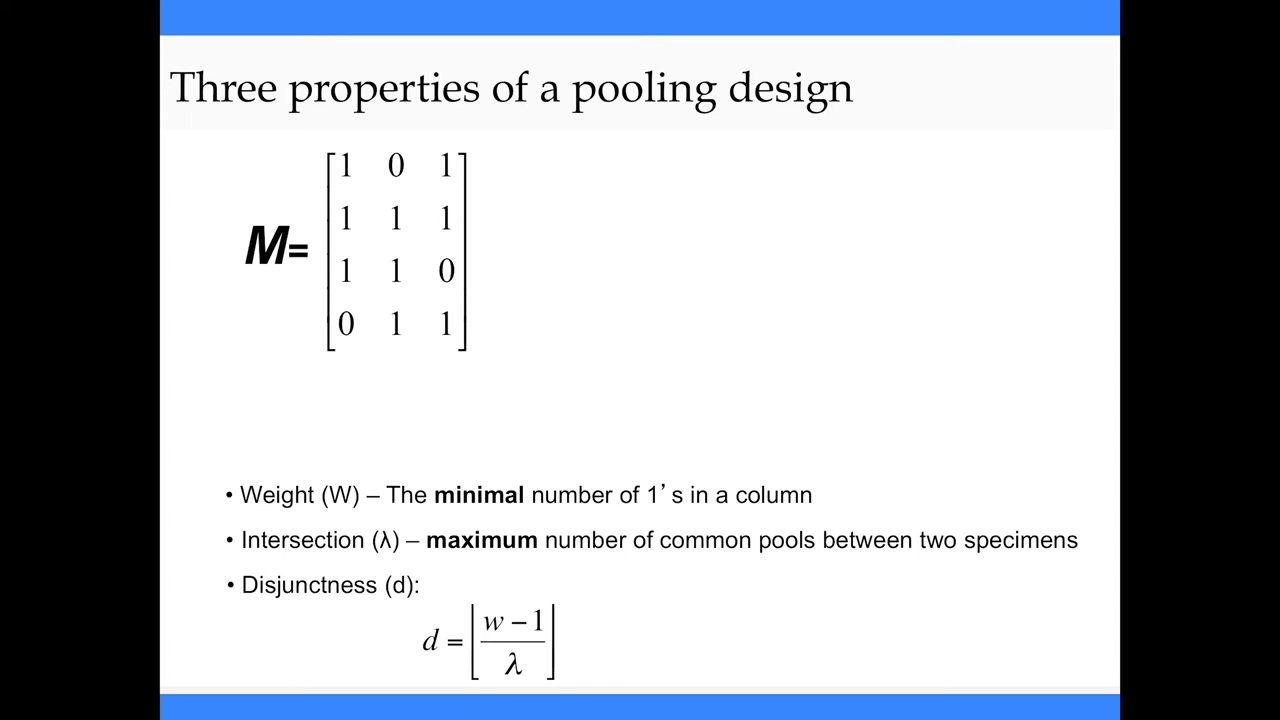 Three properties of a pooling design
M= [1 0 1
1 1 1
1 1 0
0 1 1]
• Weight (W) – The minimal number of 1's in a column
• Intersection (λ) – maximum number of common pools between two specimens
• Disjunctness (d):
d = ⌊(w − 1)/λ⌋